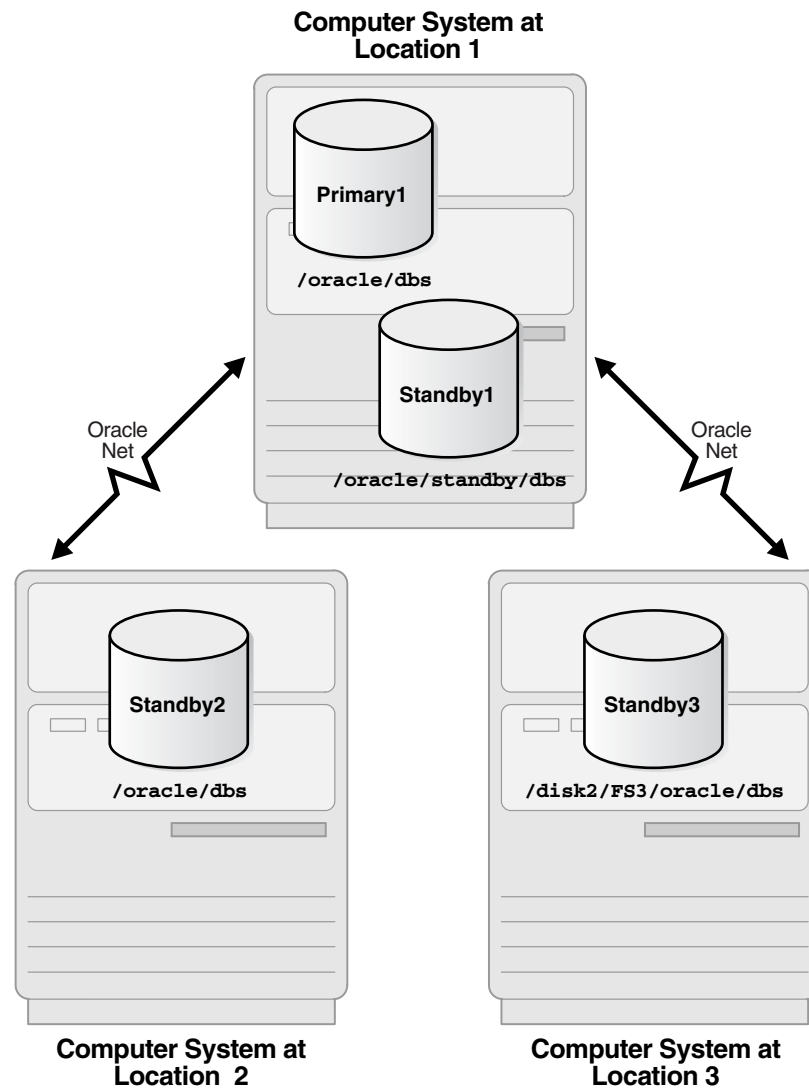 Computer System at
Location 1
Primary1
/oracle/dbs
Standby1
/oracle/standby/dbs
Oracle
Net
Oracle
Net
Standby2
/oracle/dbs
Standby3
/disk2/FS3/oracle/dbs
Computer System at
Location 2
Computer System at
Location 3